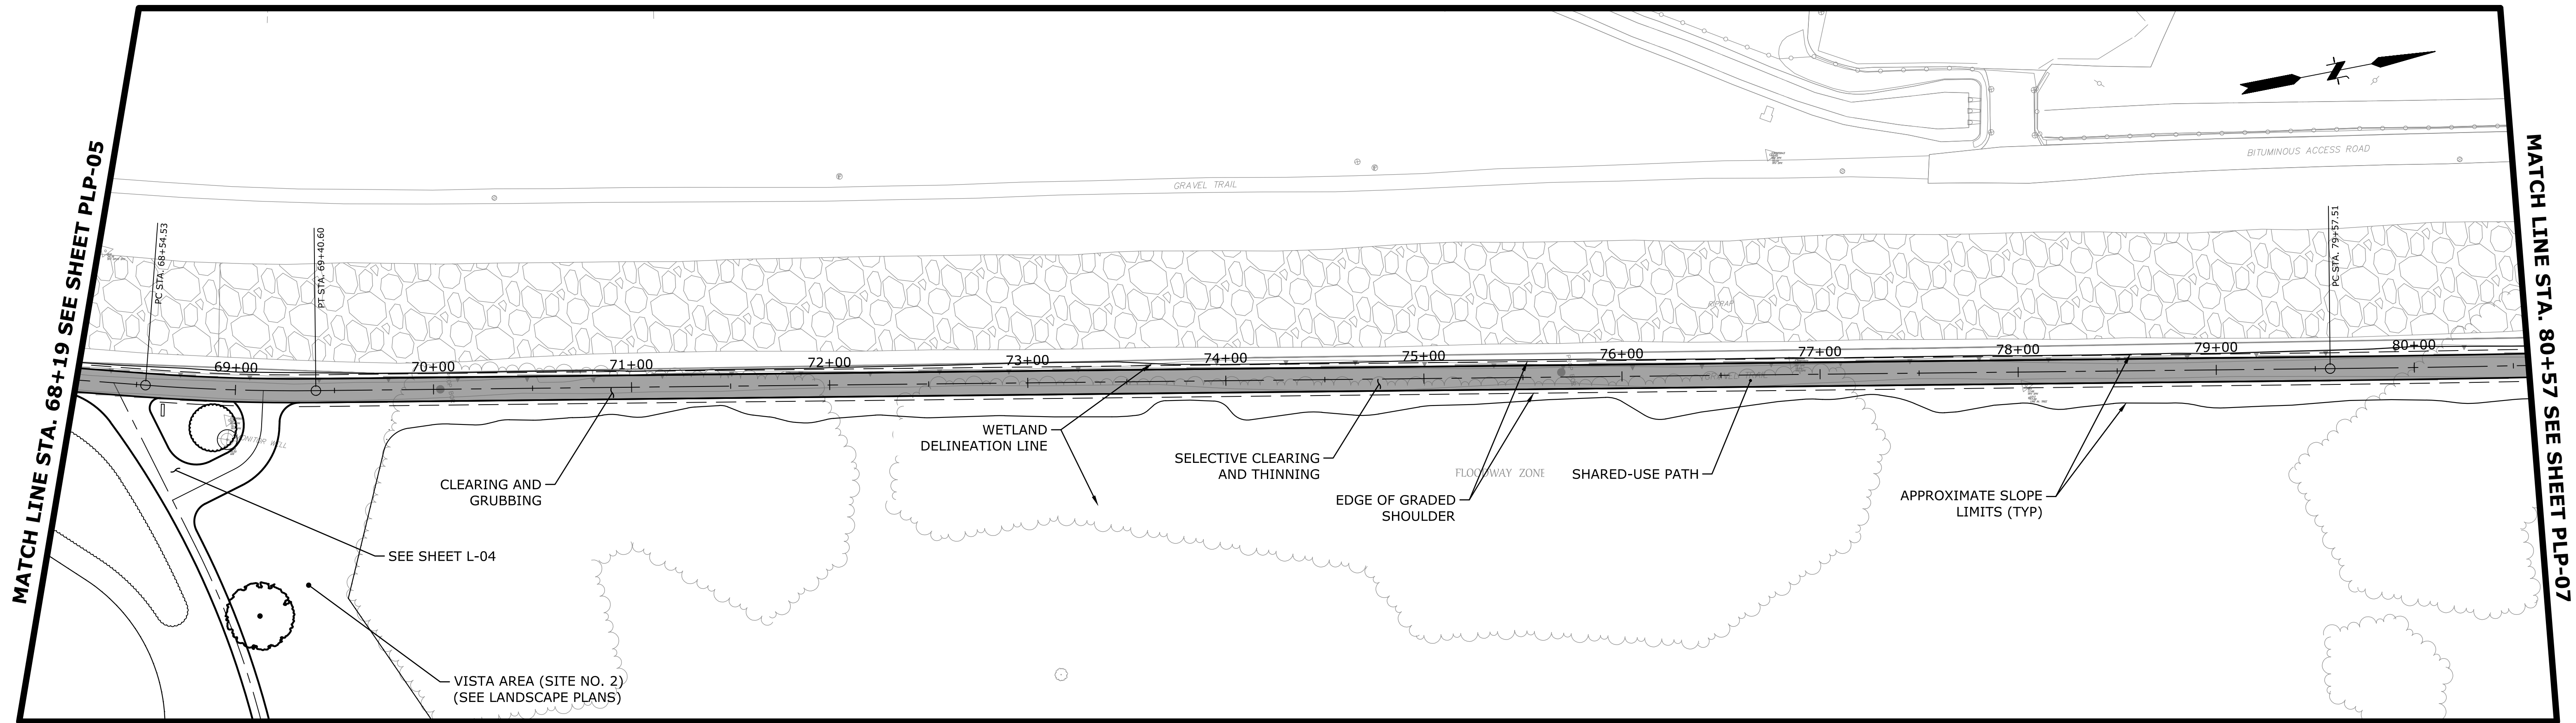 MATCH LINE STA. 68+19 SEE SHEET PLP-05
GRAVEL TRAIL
BITUMINOUS ACCESS ROAD
PC STA. 68+54.53
PT STA. 69+40.60
RIPRAP
PC STA. 79+57.51
69+00
70+00
71+00
72+00
73+00
74+00
75+00
76+00
77+00
78+00
79+00
80+00
MONITOR WELL
WETLAND
DELINEATION LINE
CLEARING AND
GRUBBING
SELECTIVE CLEARING
AND THINNING
FLOODWAY ZONE
EDGE OF GRADED
SHOULDER
SHARED-USE PATH
APPROXIMATE SLOPE
LIMITS (TYP)
SEE SHEET L-04
VISTA AREA (SITE NO. 2)
(SEE LANDSCAPE PLANS)
MATCH LINE STA. 80+57 SEE SHEET PLP-07